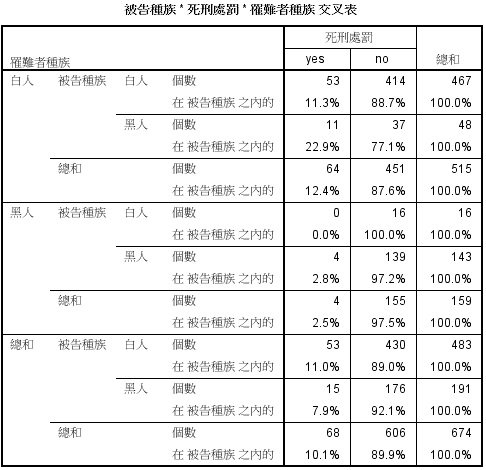 被告種族 * 死刑處罰 * 罹難者種族 交叉表
死刑處罰
罹難者種族 yes no 總和
白人 被告種族 白人 個數 53 414 467
在 被告種族 之內的 11.3% 88.7% 100.0%
黑人 個數 11 37 48
在 被告種族 之內的 22.9% 77.1% 100.0%
總和 個數 64 451 515
在 被告種族 之內的 12.4% 87.6% 100.0%
黑人 被告種族 白人 個數 0 16 16
在 被告種族 之內的 0.0% 100.0% 100.0%
黑人 個數 4 139 143
在 被告種族 之內的 2.8% 97.2% 100.0%
總和 個數 4 155 159
在 被告種族 之內的 2.5% 97.5% 100.0%
總和 被告種族 白人 個數 53 430 483
在 被告種族 之內的 11.0% 89.0% 100.0%
黑人 個數 15 176 191
在 被告種族 之內的 7.9% 92.1% 100.0%
總和 個數 68 606 674
在 被告種族 之內的 10.1% 89.9% 100.0%